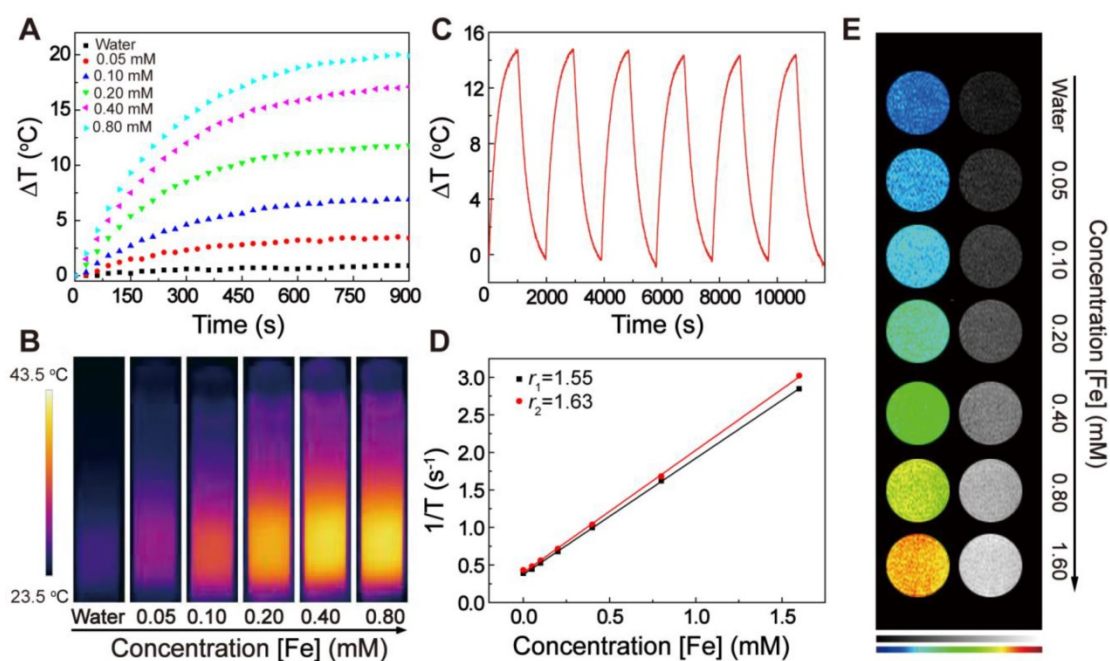 A
20
15
10
5
0
ΔT (ºC)
Water
0.05 mM
0.10 mM
0.20 mM
0.40 mM
0.80 mM
0 150 300 450 600 750 900
Time (s)
C
16
12
8
4
0
ΔT (ºC)
0 2000 4000 6000 8000 10000
Time (s)
B
43.5 ºC
23.5 ºC
Water 0.05 0.10 0.20 0.40 0.80
Concentration [Fe] (mM)
D
3.0
2.5
2.0
1.5
1.0
0.5
0.0
1/T (s⁻¹)
r₁=1.55
r₂=1.63
0.0 0.5 1.0 1.5
Concentration [Fe] (mM)
E
Water
0.05
0.10
0.20
0.40
0.80
1.60
Concentration [Fe] (mM)